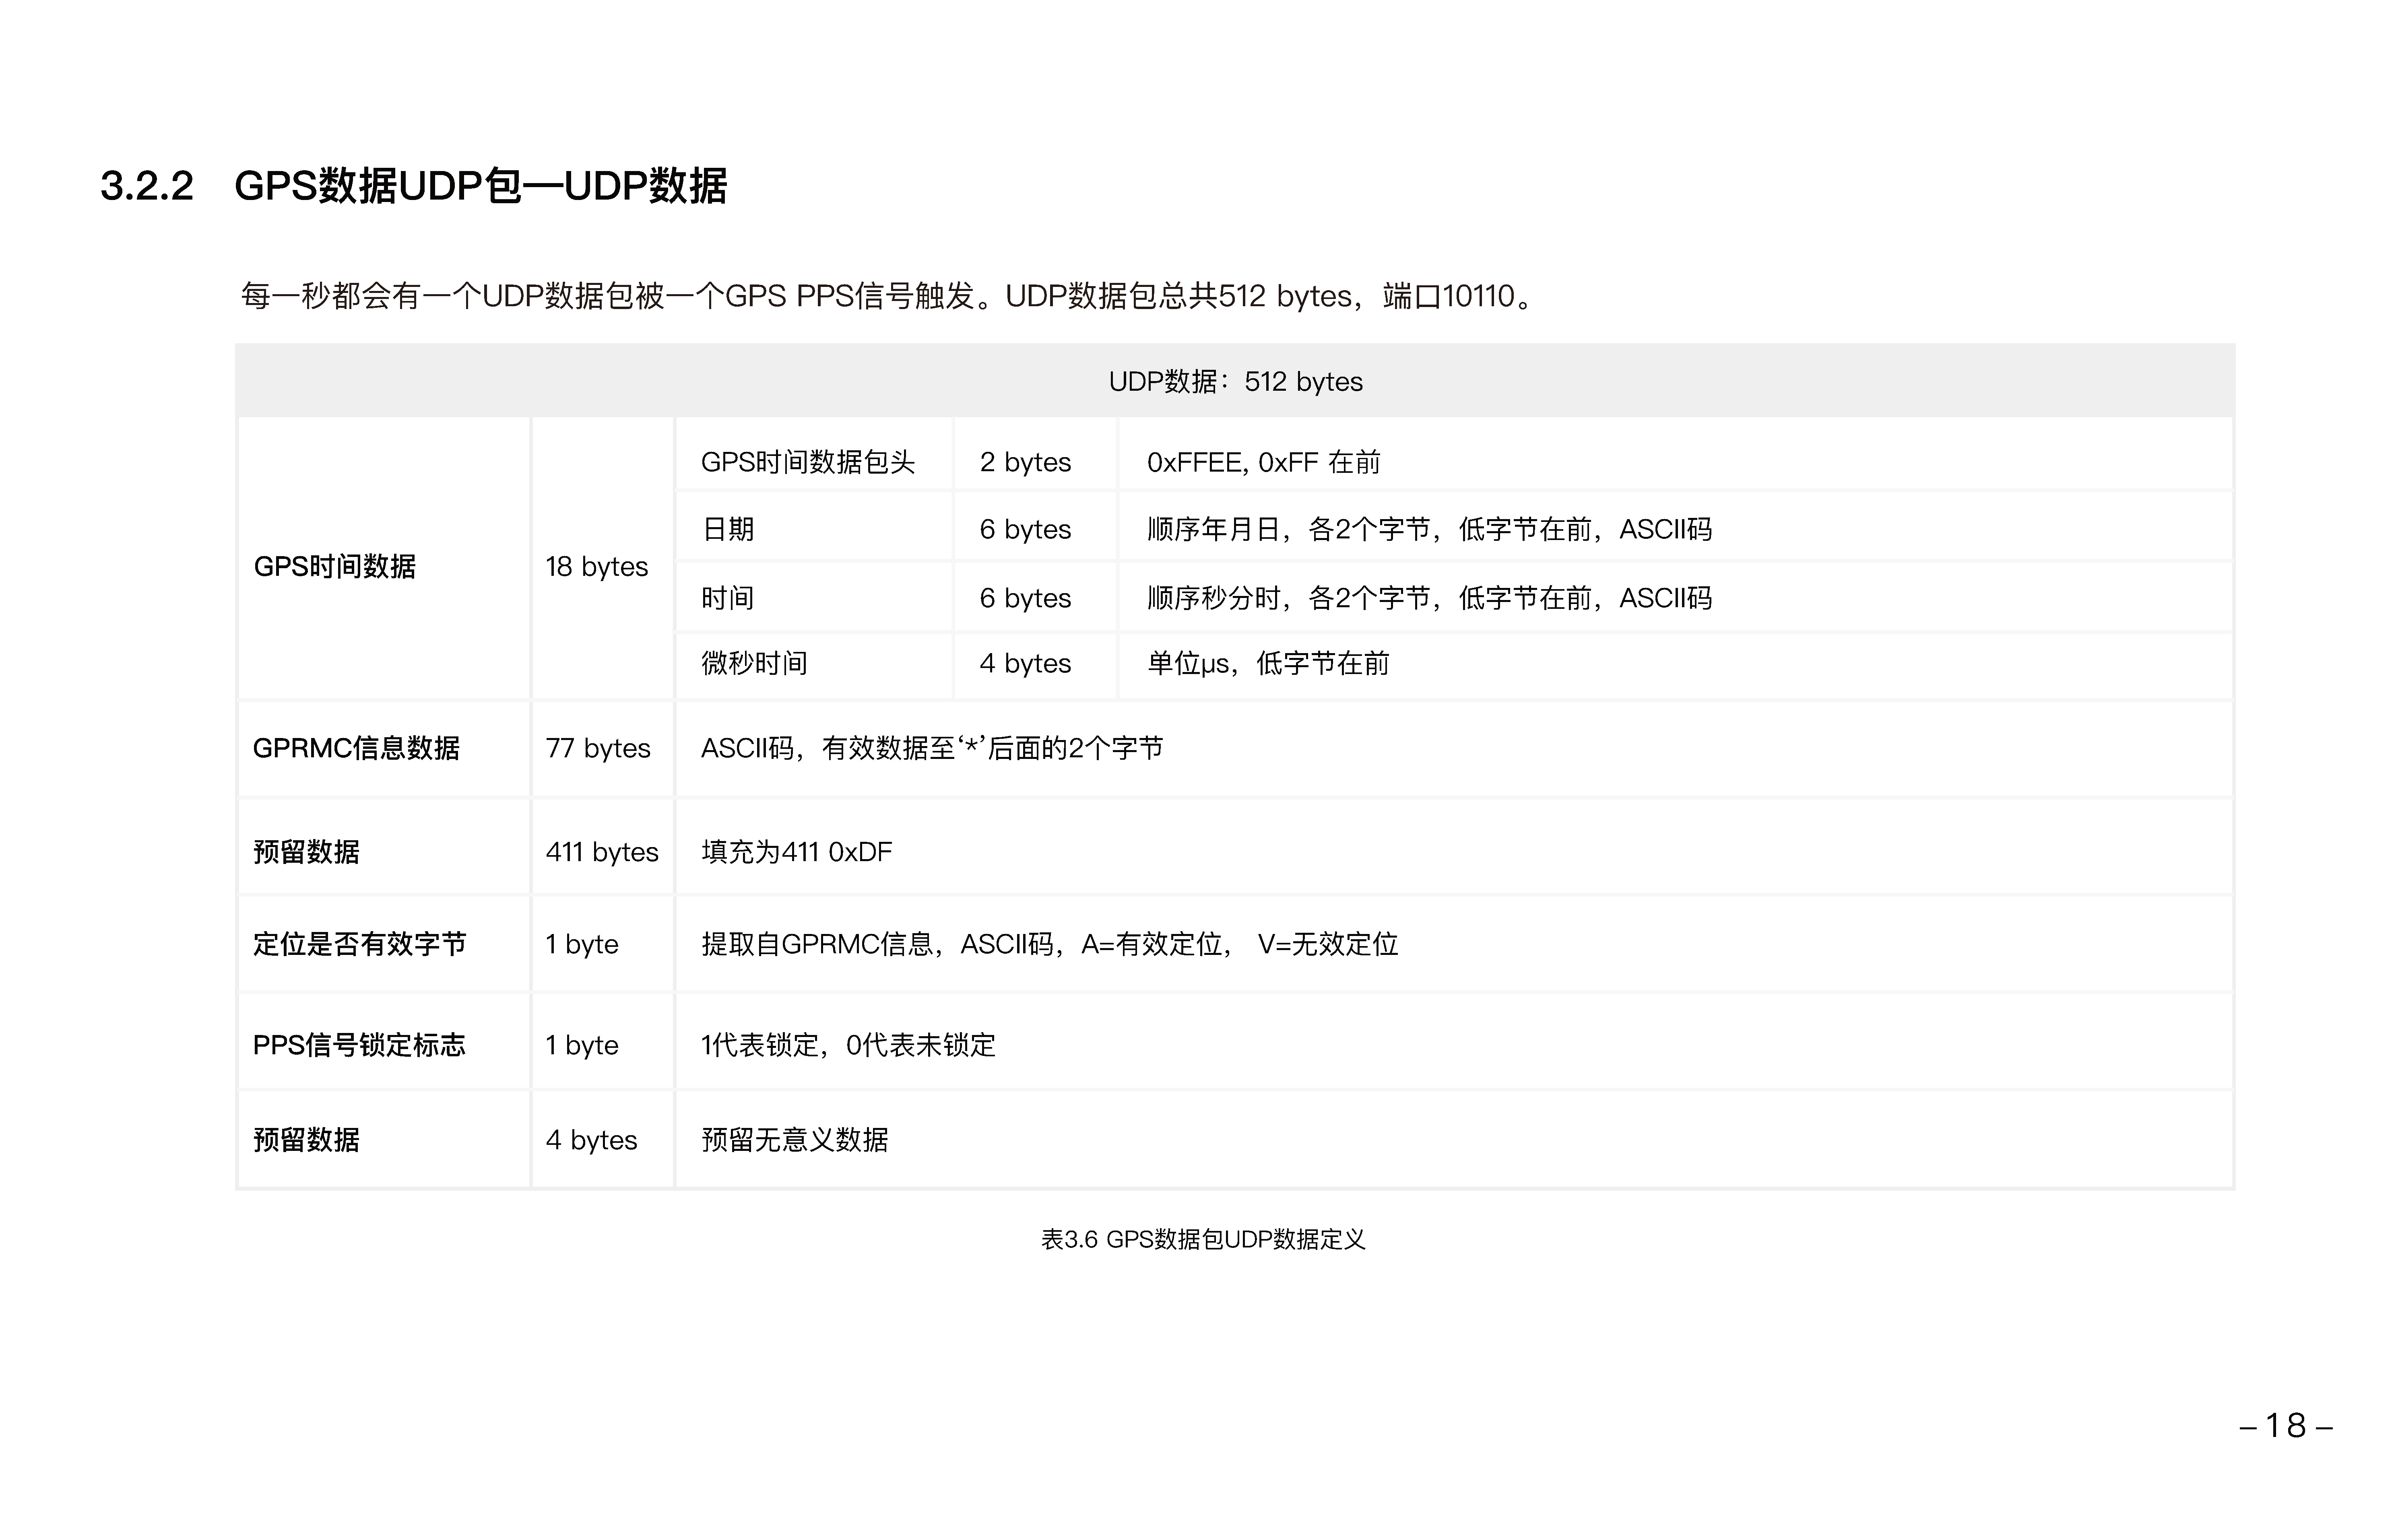 3.2.2 GPS数据UDP包—UDP数据
每一秒都会有一个UDP数据包被一个GPS PPS信号触发。UDP数据包总共512 bytes，端口10110。
UDP数据：512 bytes
GPS时间数据 18 bytes
GPS时间数据包头 2 bytes 0xFFEE, 0xFF 在前
日期 6 bytes 顺序年月日，各2个字节，低字节在前，ASCII码
时间 6 bytes 顺序秒分时，各2个字节，低字节在前，ASCII码
微秒时间 4 bytes 单位μs，低字节在前
GPRMC信息数据 77 bytes ASCII码，有效数据至‘*’后面的2个字节
预留数据 411 bytes 填充为411 0xDF
定位是否有效字节 1 byte 提取自GPRMC信息，ASCII码，A=有效定位， V=无效定位
PPS信号锁定标志 1 byte 1代表锁定，0代表未锁定
预留数据 4 bytes 预留无意义数据
表3.6 GPS数据包UDP数据定义
–18–